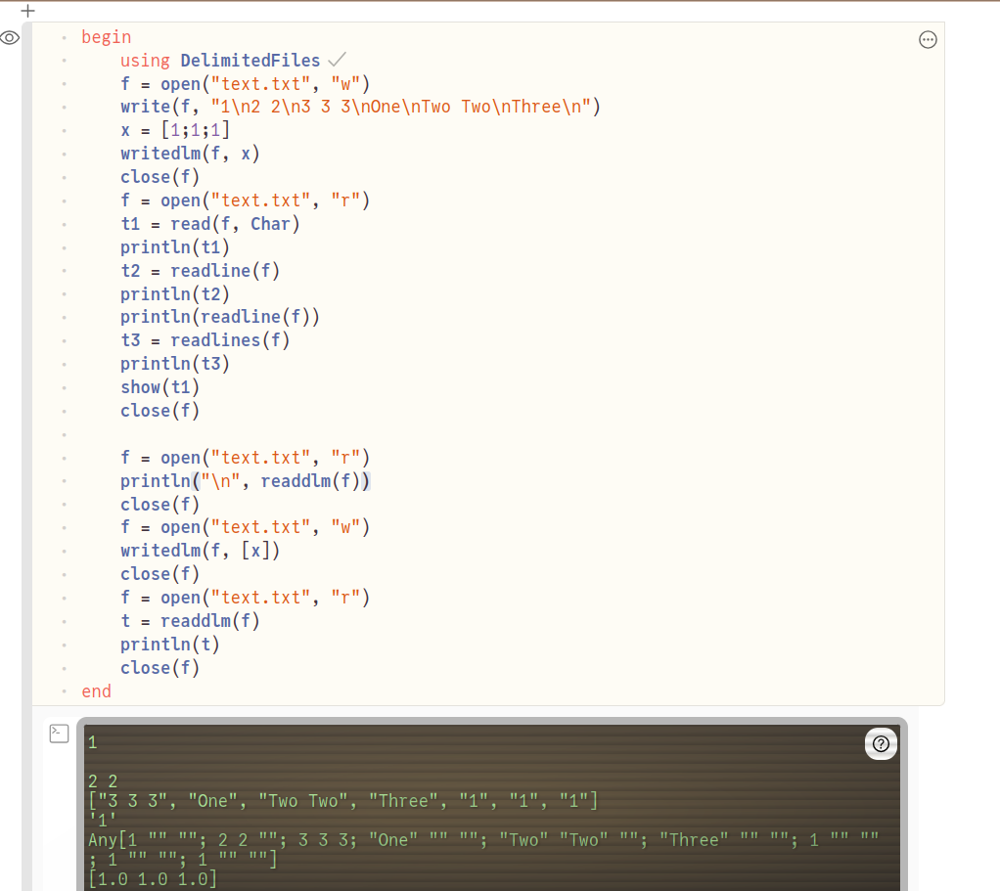 begin
using DelimitedFiles
f = open("text.txt", "w")
write(f, "1\n2 2\n3 3 3\nOne\nTwo Two\nThree\n")
x = [1;1;1]
writedlm(f, x)
close(f)
f = open("text.txt", "r")
t1 = read(f, Char)
println(t1)
t2 = readline(f)
println(t2)
println(readline(f))
t3 = readlines(f)
println(t3)
show(t1)
close(f)
f = open("text.txt", "r")
println("\n", readdlm(f))
close(f)
f = open("text.txt", "w")
writedlm(f, [x])
close(f)
f = open("text.txt", "r")
t = readdlm(f)
println(t)
close(f)
end
1
2 2
["3 3 3", "One", "Two Two", "Three", "1", "1", "1"]
'1'
Any[1 "" ""; 2 2 ""; 3 3 3; "One" "" ""; "Two" "Two" ""; "Three" "" ""; 1 "" ""
; 1 "" ""; 1 "" ""]
[1.0 1.0 1.0]